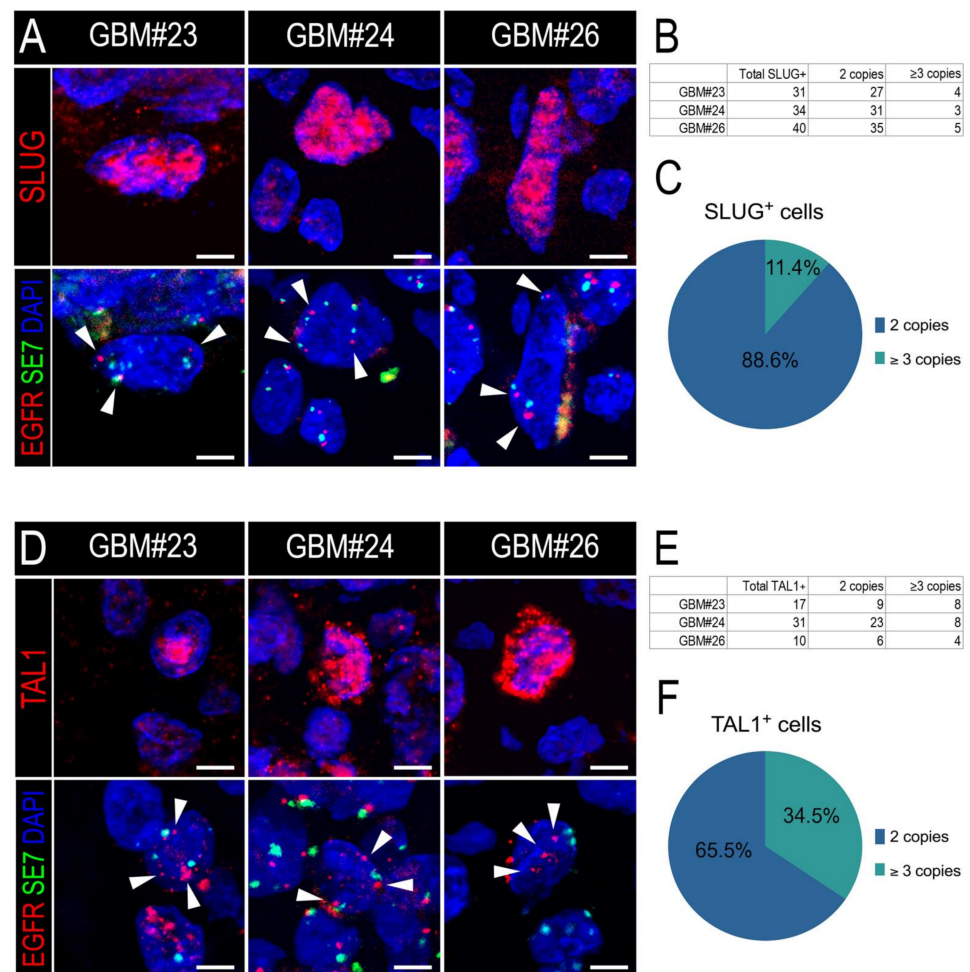 A GBM#23 GBM#24 GBM#26
SLUG
EGFR SE7 DAPI
B
Total SLUG+ 2 copies ≥3 copies
GBM#23 31 27 4
GBM#24 34 31 3
GBM#26 40 35 5
C
SLUG⁺ cells
11.4%
88.6%
2 copies
≥ 3 copies
D GBM#23 GBM#24 GBM#26
TAL1
EGFR SE7 DAPI
E
Total TAL1+ 2 copies ≥3 copies
GBM#23 17 9 8
GBM#24 31 23 8
GBM#26 10 6 4
F
TAL1⁺ cells
34.5%
65.5%
2 copies
≥ 3 copies